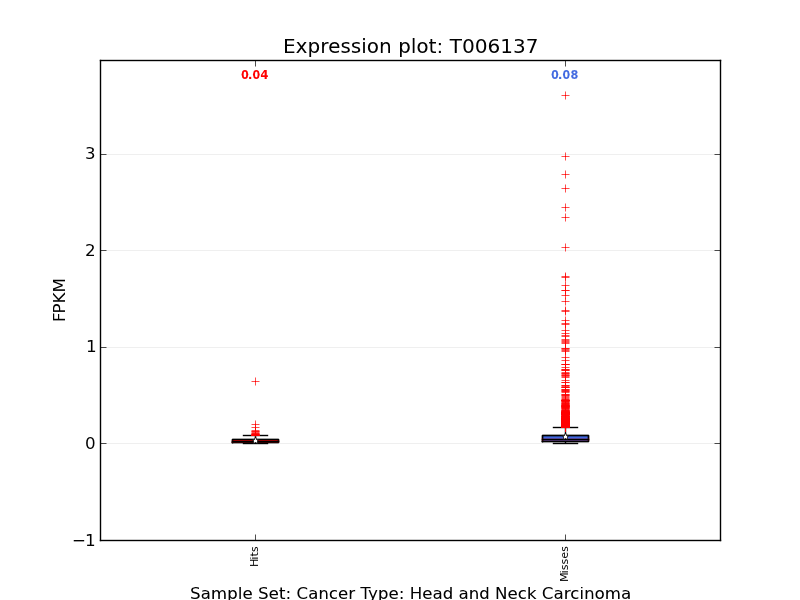 Expression plot: T006137
0.04
0.08
3
2
1
0
−1
FPKM
Hits
Misses
Sample Set: Cancer Type: Head and Neck Carcinoma